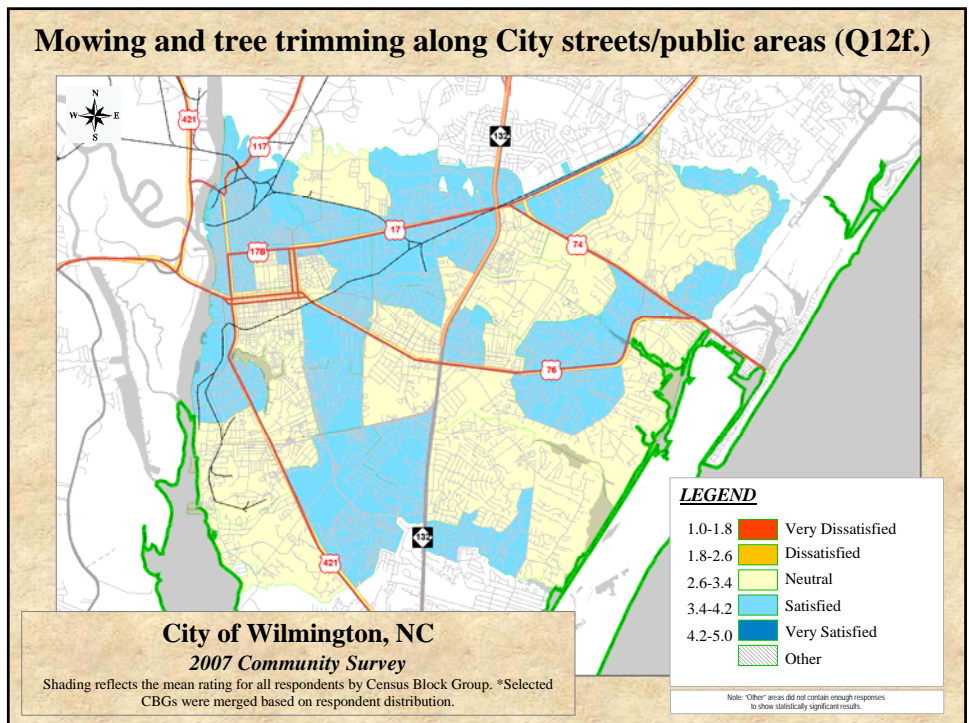 Mowing and tree trimming along City streets/public areas (Q12f.)
N
W E
S
421
117
132
17
17B
74
76
132
421
LEGEND
1.0-1.8 Very Dissatisfied
1.8-2.6 Dissatisfied
2.6-3.4 Neutral
3.4-4.2 Satisfied
4.2-5.0 Very Satisfied
Other
City of Wilmington, NC
2007 Community Survey
Shading reflects the mean rating for all respondents by Census Block Group. *Selected
CBGs were merged based on respondent distribution.
Note: "Other" areas did not contain enough responses
to show statistically significant results.